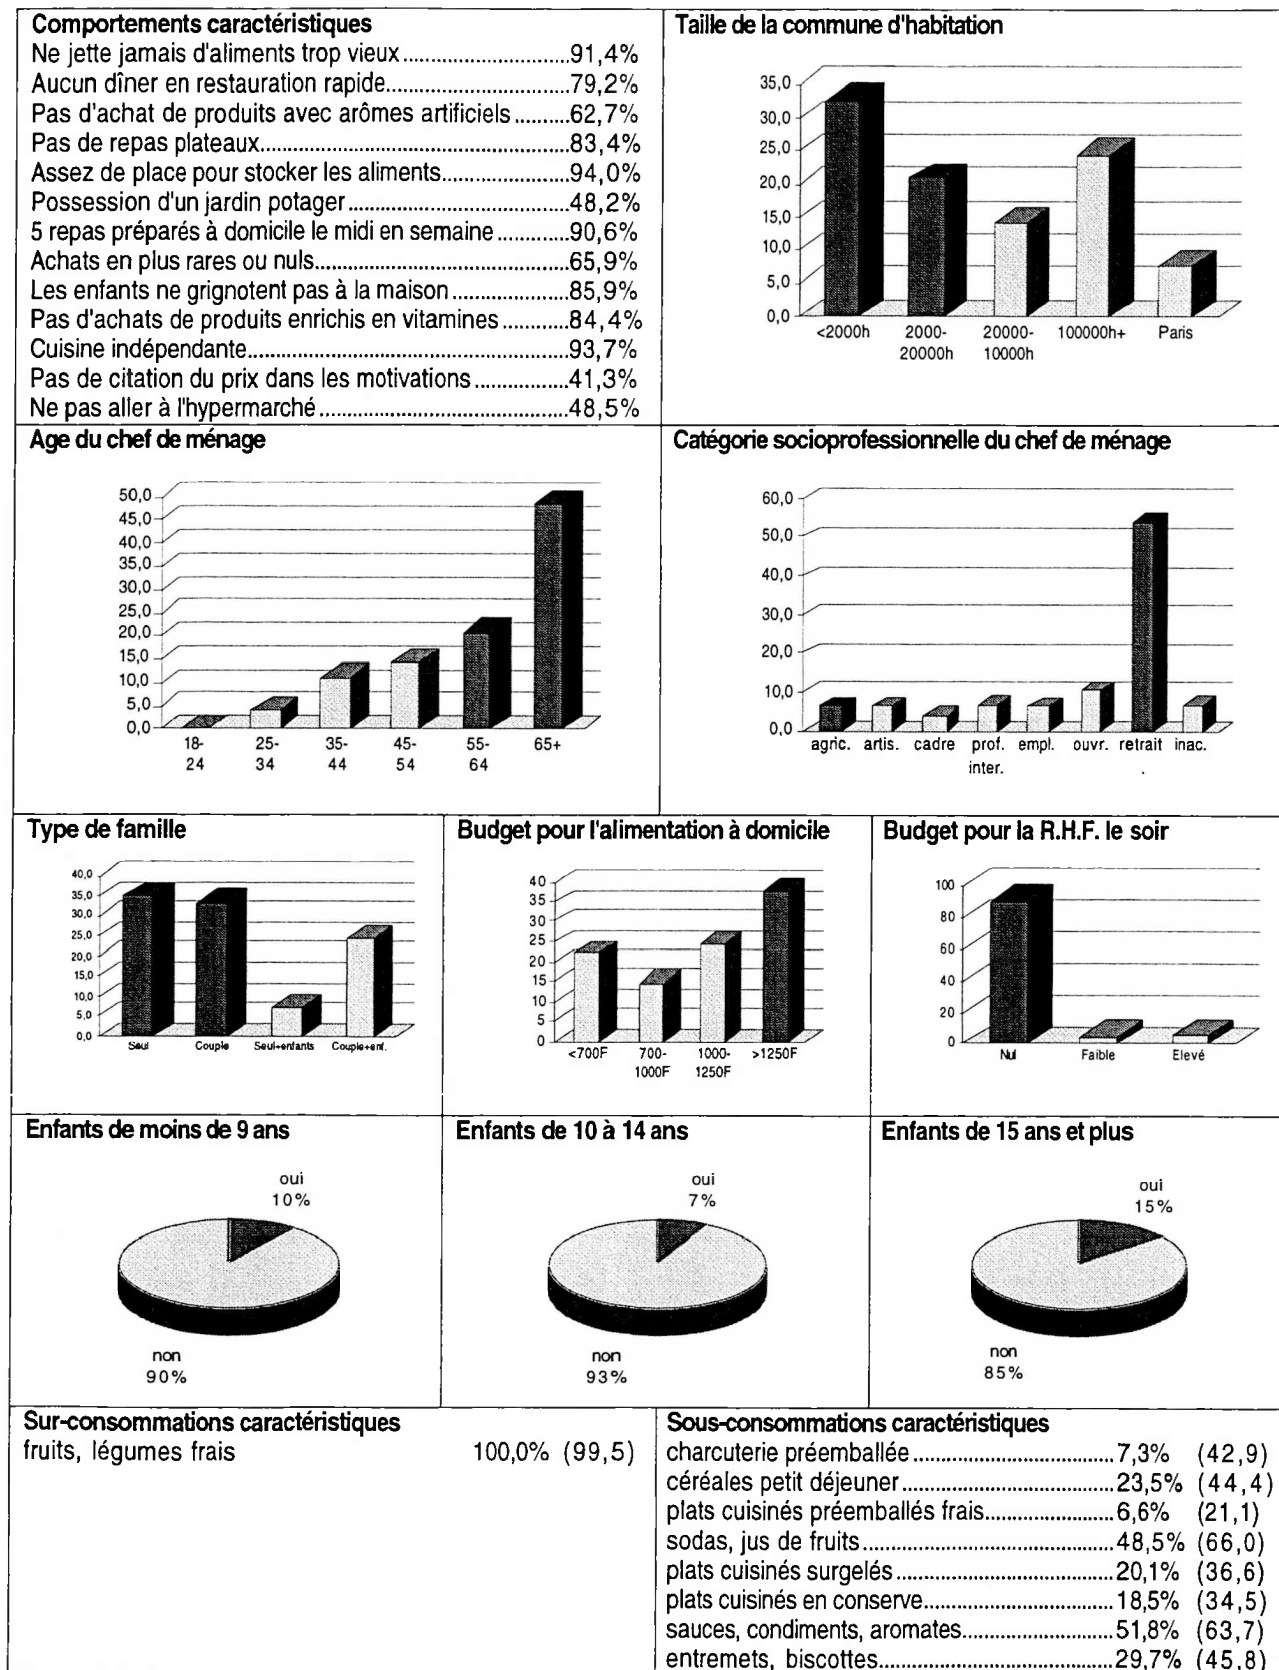 Comportements caractéristiques
Ne jette jamais d'aliments trop vieux..............................91,4%
Aucun dîner en restauration rapide.................................79,2%
Pas d'achat de produits avec arômes artificiels..........62,7%
Pas de repas plateaux.......................................................83,4%
Assez de place pour stocker les aliments.......................94,0%
Possession d'un jardin potager.......................................48,2%
5 repas préparés à domicile le midi en semaine.............90,6%
Achats en plus rares ou nuls.............................................65,9%
Les enfants ne grignotent pas à la maison.....................85,9%
Pas d'achats de produits enrichis en vitamines............84,4%
Cuisine indépendante.........................................................93,7%
Pas de citation du prix dans les motivations.................41,3%
Ne pas aller à l'hypermarché............................................48,5%
Taille de la commune d'habitation
35,0
30,0
25,0
20,0
15,0
10,0
5,0
0,0
<2000h 2000- 20000- 100000h+ Paris
20000h 10000h
Age du chef de ménage
50,0
45,0
40,0
35,0
30,0
25,0
20,0
15,0
10,0
5,0
0,0
18- 25- 35- 45- 55- 65+
24 34 44 54 64
Catégorie socioprofessionnelle du chef de ménage
60,0
50,0
40,0
30,0
20,0
10,0
0,0
agric. artis. cadre prof. empl. ouvr. retrait inac.
inter. .
Type de famille
40,0
35,0
30,0
25,0
20,0
15,0
10,0
5,0
0,0
Seul Couple Seul+enfants Couple+enf.
Budget pour l'alimentation à domicile
40
35
30
25
20
15
10
5
0
<700F 700- 1000- >1250F
1000F 1250F
Budget pour la R.H.F. le soir
100
80
60
40
20
0
Nul Faible Elevé
Enfants de moins de 9 ans
oui
10%
non
90%
Enfants de 10 à 14 ans
oui
7%
non
93%
Enfants de 15 ans et plus
oui
15%
non
85%
Sur-consommations caractéristiques
fruits, légumes frais 100,0% (99,5)
Sous-consommations caractéristiques
charcuterie préemballée....................................7,3% (42,9)
céréales petit déjeuner......................................23,5% (44,4)
plats cuisinés préemballés frais.......................6,6% (21,1)
sodas, jus de fruits.............................................48,5% (66,0)
plats cuisinés surgelés.......................................20,1% (36,6)
plats cuisinés en conserve.................................18,5% (34,5)
sauces, condiments, aromates...........................51,8% (63,7)
entremets, biscottes..........................................29,7% (45,8)